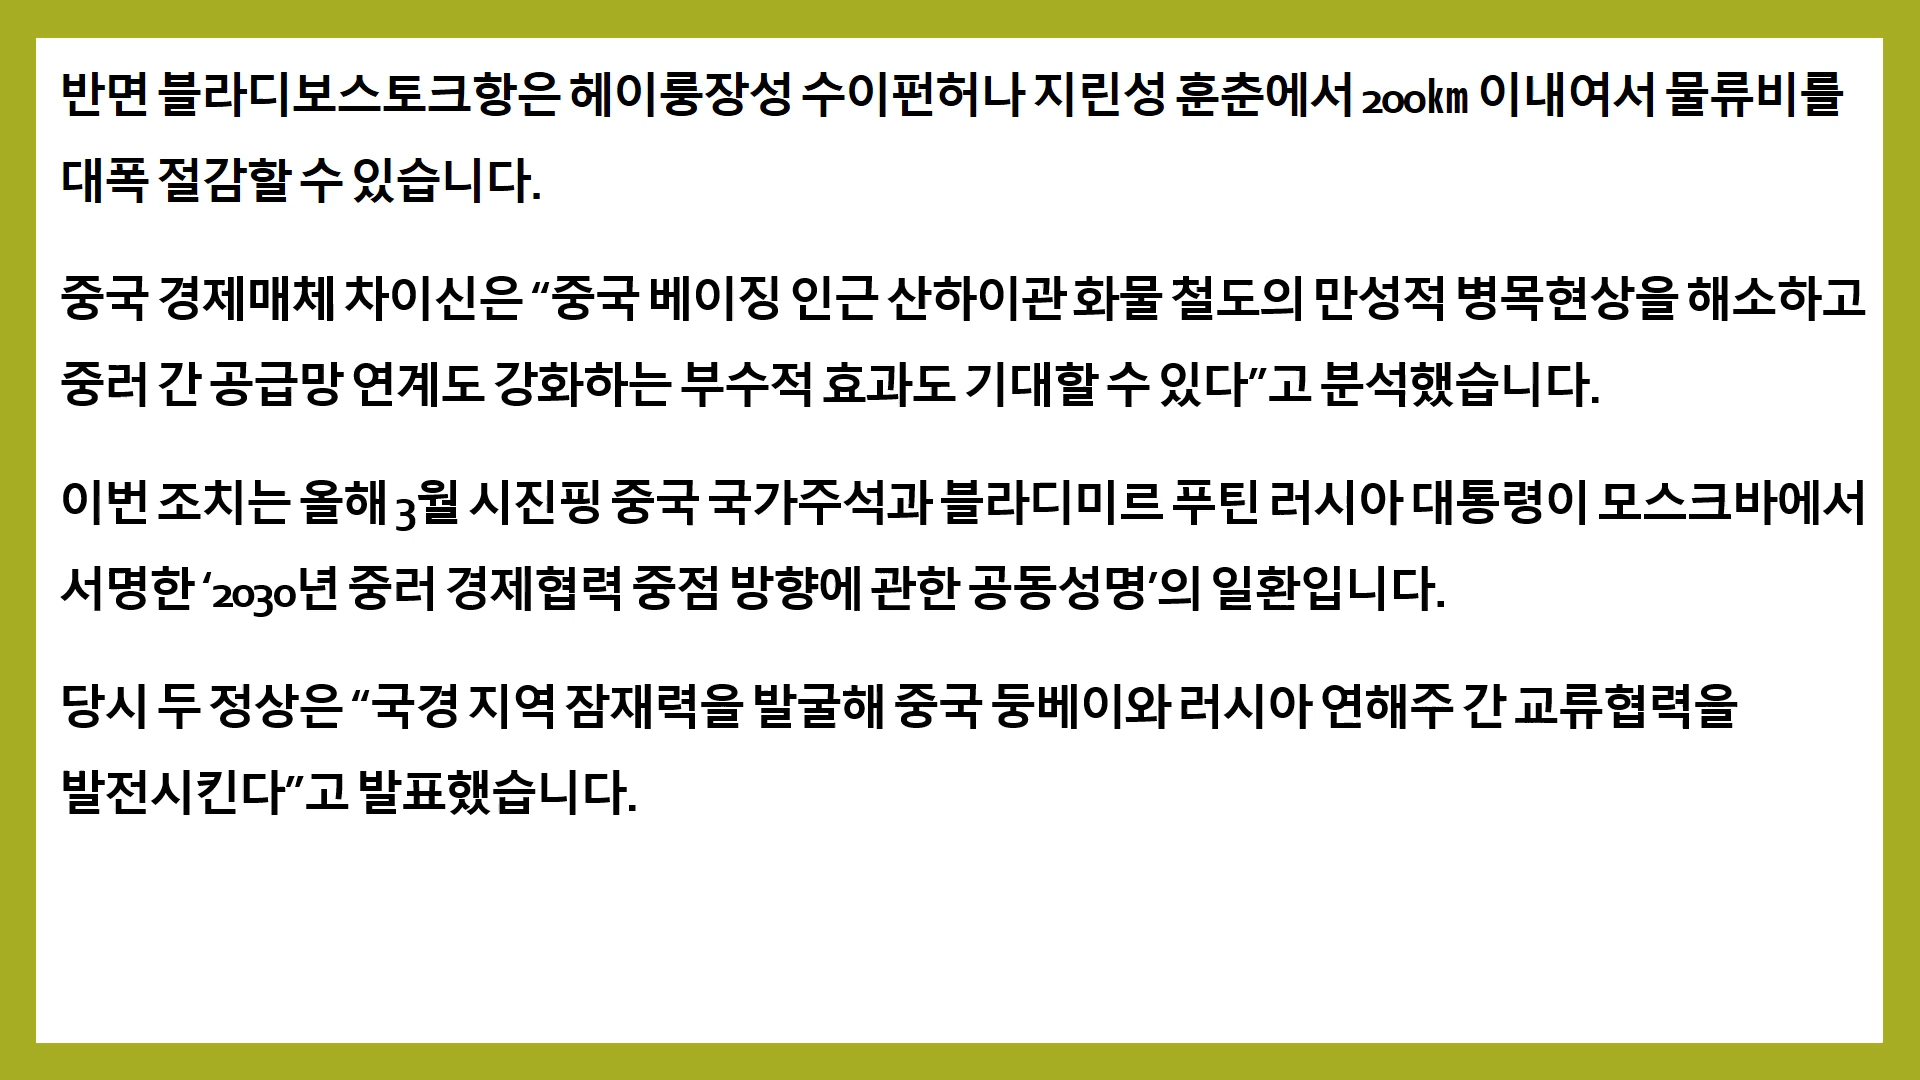 반면 블라디보스토크항은 헤이룽장성 수이펀허나 지린성 훈춘에서 200㎞ 이내여서 물류비를
대폭 절감할 수 있습니다.
중국 경제매체 차이신은 “중국 베이징 인근 산하이관 화물 철도의 만성적 병목현상을 해소하고
중러 간 공급망 연계도 강화하는 부수적 효과도 기대할 수 있다”고 분석했습니다.
이번 조치는 올해 3월 시진핑 중국 국가주석과 블라디미르 푸틴 러시아 대통령이 모스크바에서
서명한 ‘2030년 중러 경제협력 중점 방향에 관한 공동성명’의 일환입니다.
당시 두 정상은 “국경 지역 잠재력을 발굴해 중국 둥베이와 러시아 연해주 간 교류협력을
발전시킨다”고 발표했습니다.